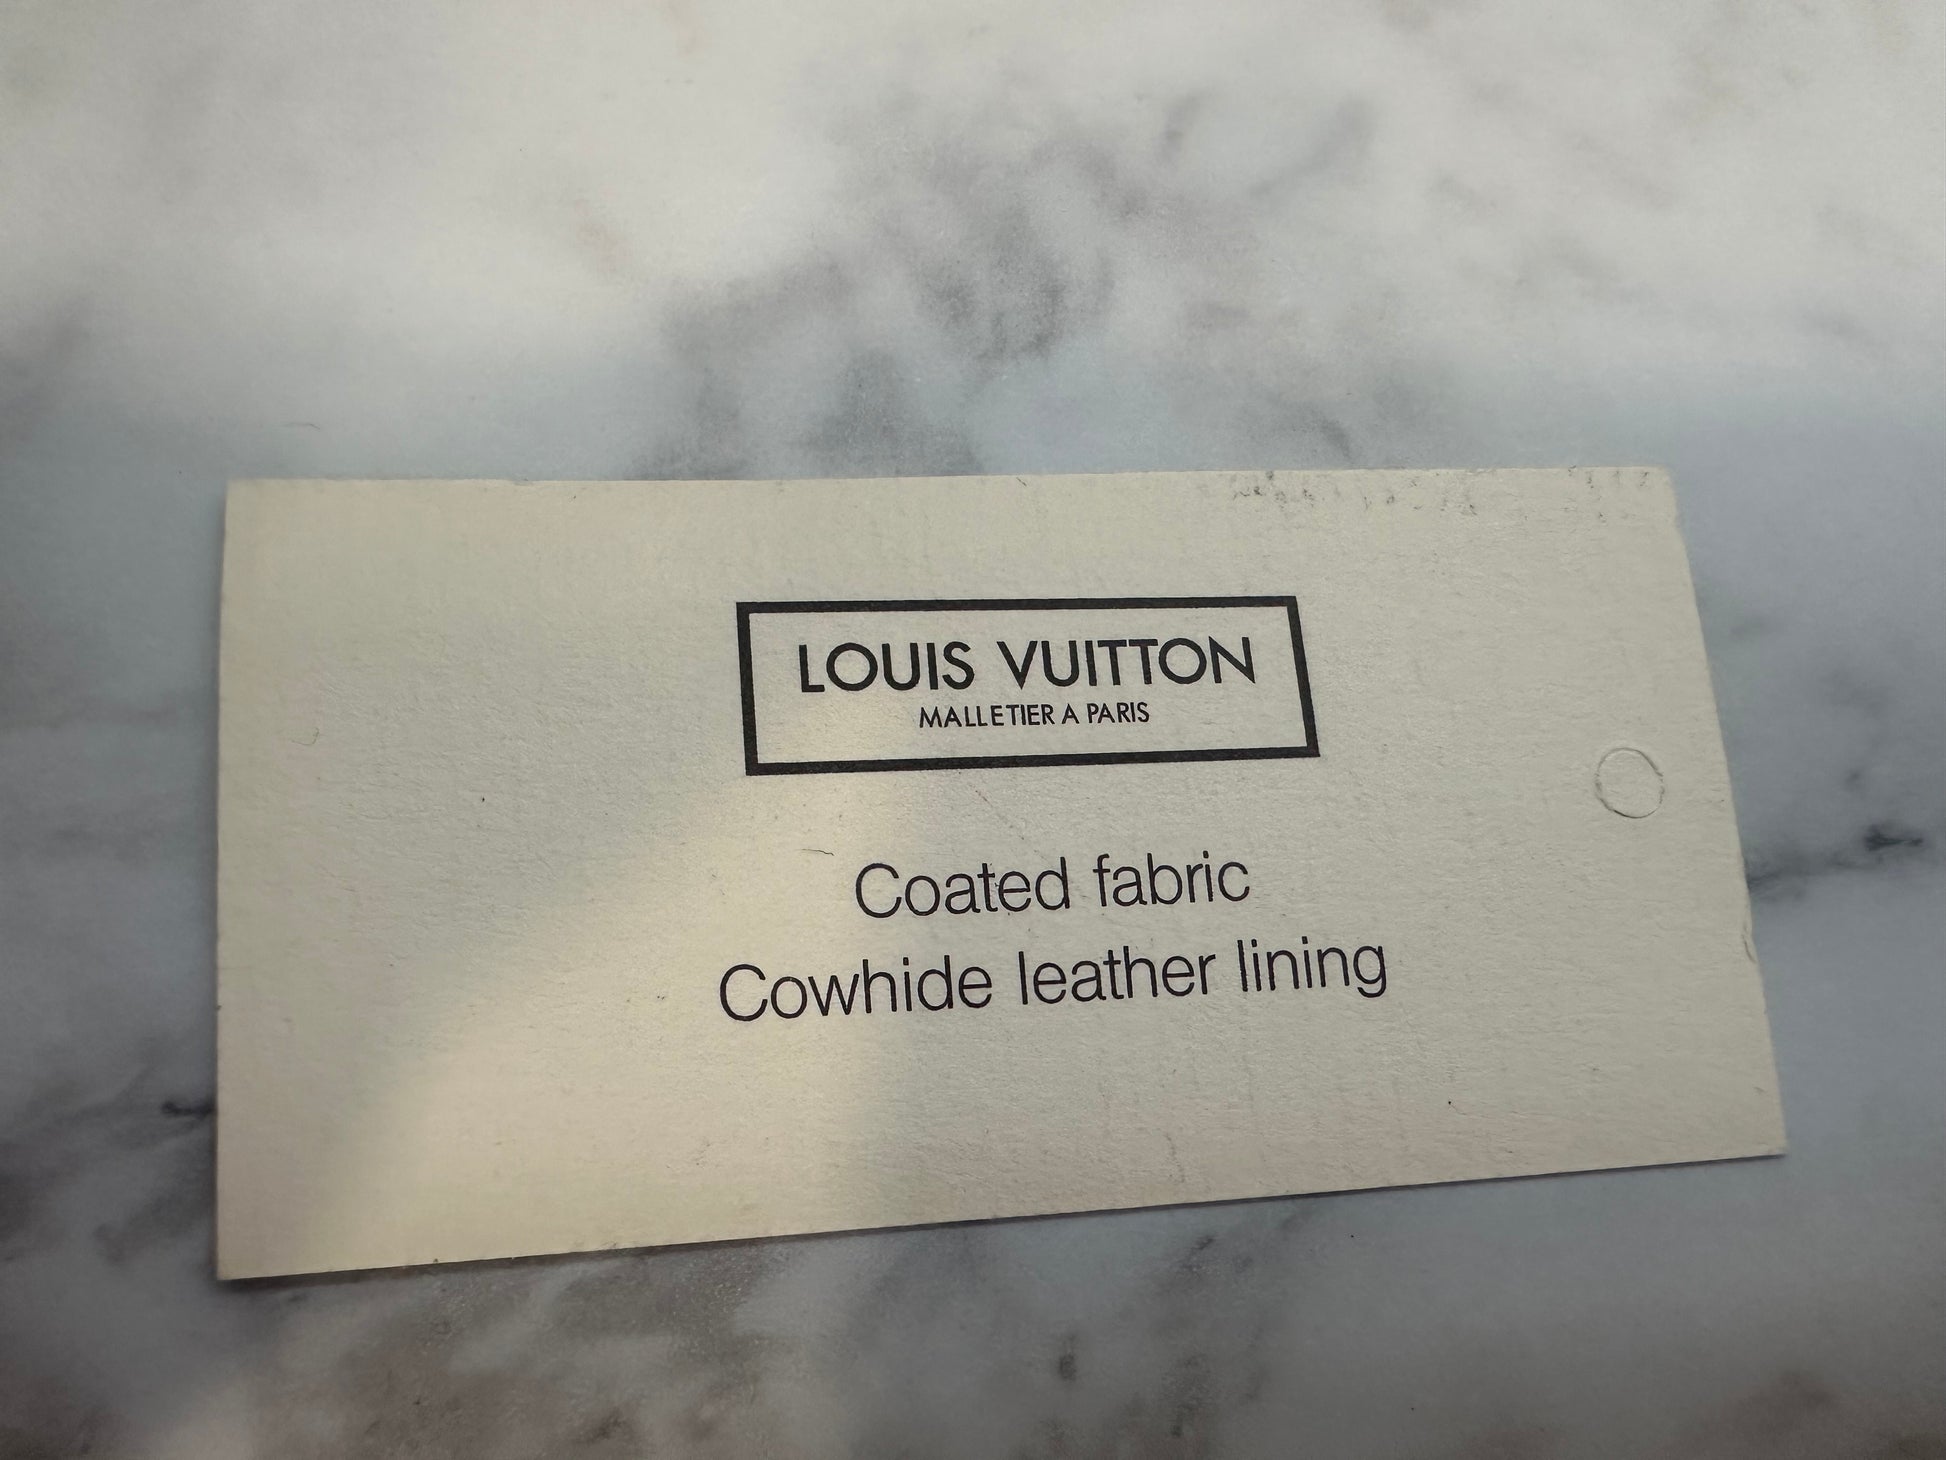 LOUIS VUITTON
MALLETIER A PARIS
Coated fabric
Cowhide leather lining